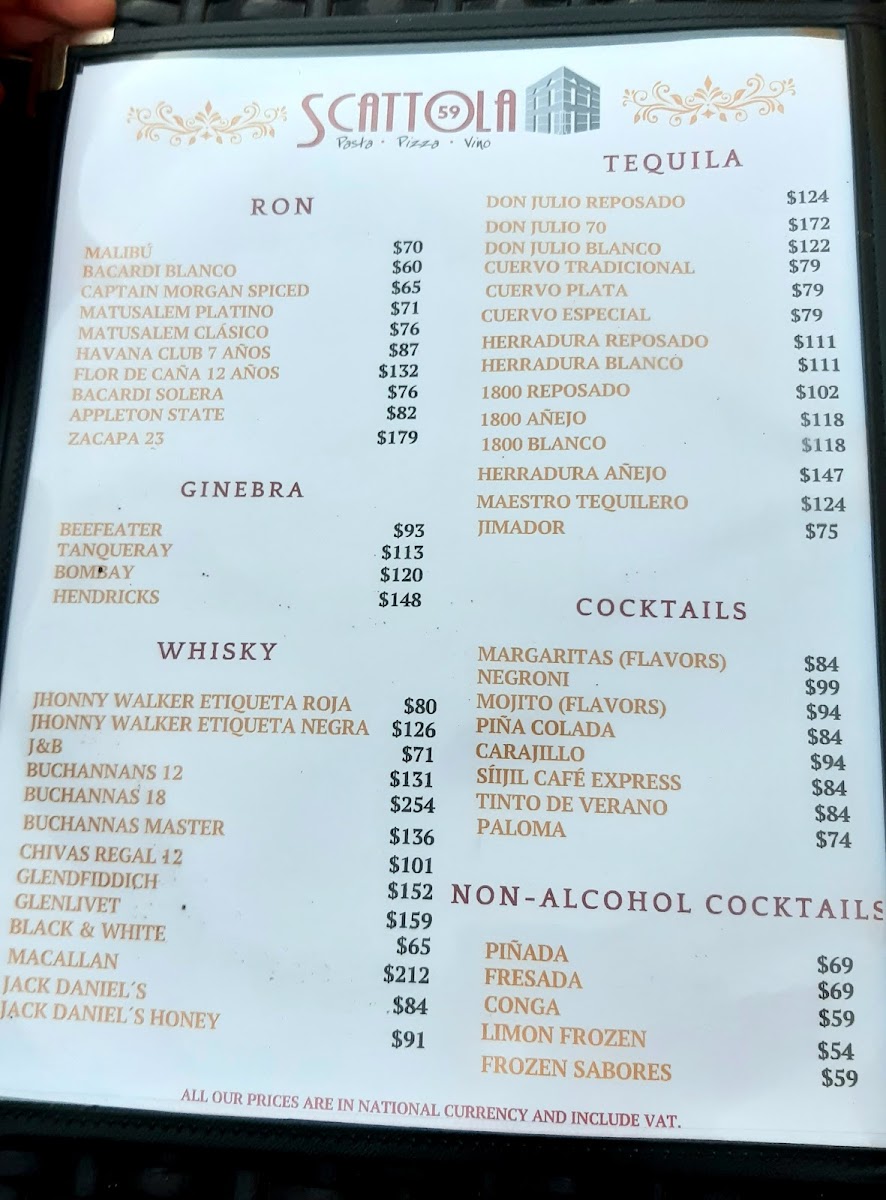 SCATTOLA 59
Pasta · Pizza · Vino
RON
MALIBÚ $70
BACARDI BLANCO $60
CAPTAIN MORGAN SPICED $65
MATUSALEM PLATINO $71
MATUSALEM CLÁSICO $76
HAVANA CLUB 7 AÑOS $87
FLOR DE CAÑA 12 AÑOS $132
BACARDI SOLERA $76
APPLETON STATE $82
ZACAPA 23 $179
GINEBRA
BEEFEATER $93
TANQUERAY $113
BOMBAY $120
HENDRICKS $148
WHISKY
JHONNY WALKER ETIQUETA ROJA $80
JHONNY WALKER ETIQUETA NEGRA $126
J&B $71
BUCHANNANS 12 $131
BUCHANNAS 18 $254
BUCHANNAS MASTER $136
CHIVAS REGAL 12 $101
GLENDFIDDICH $152
GLENLIVET $159
BLACK & WHITE $65
MACALLAN $212
JACK DANIEL´S $84
JACK DANIEL´S HONEY $91
TEQUILA
DON JULIO REPOSADO $124
DON JULIO 70 $172
DON JULIO BLANCO $122
CUERVO TRADICIONAL $79
CUERVO PLATA $79
CUERVO ESPECIAL $79
HERRADURA REPOSADO $111
HERRADURA BLANCO $111
1800 REPOSADO $102
1800 AÑEJO $118
1800 BLANCO $118
HERRADURA AÑEJO $147
MAESTRO TEQUILERO $124
JIMADOR $75
COCKTAILS
MARGARITAS (FLAVORS) $84
NEGRONI $99
MOJITO (FLAVORS) $94
PIÑA COLADA $84
CARAJILLO $94
SÍIJIL CAFÉ EXPRESS $84
TINTO DE VERANO $84
PALOMA $74
NON-ALCOHOL COCKTAILS
PIÑADA $69
FRESADA $69
CONGA $59
LIMON FROZEN $54
FROZEN SABORES $59
ALL OUR PRICES ARE IN NATIONAL CURRENCY AND INCLUDE VAT.